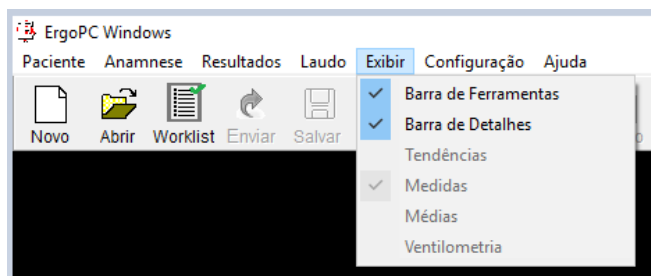 ErgoPC Windows
Paciente Anamnese Resultados Laudo Exibir Configuração Ajuda
Novo Abrir Worklist Enviar Salvar
Barra de Ferramentas
Barra de Detalhes
Tendências
Medidas
Médias
Ventilometria